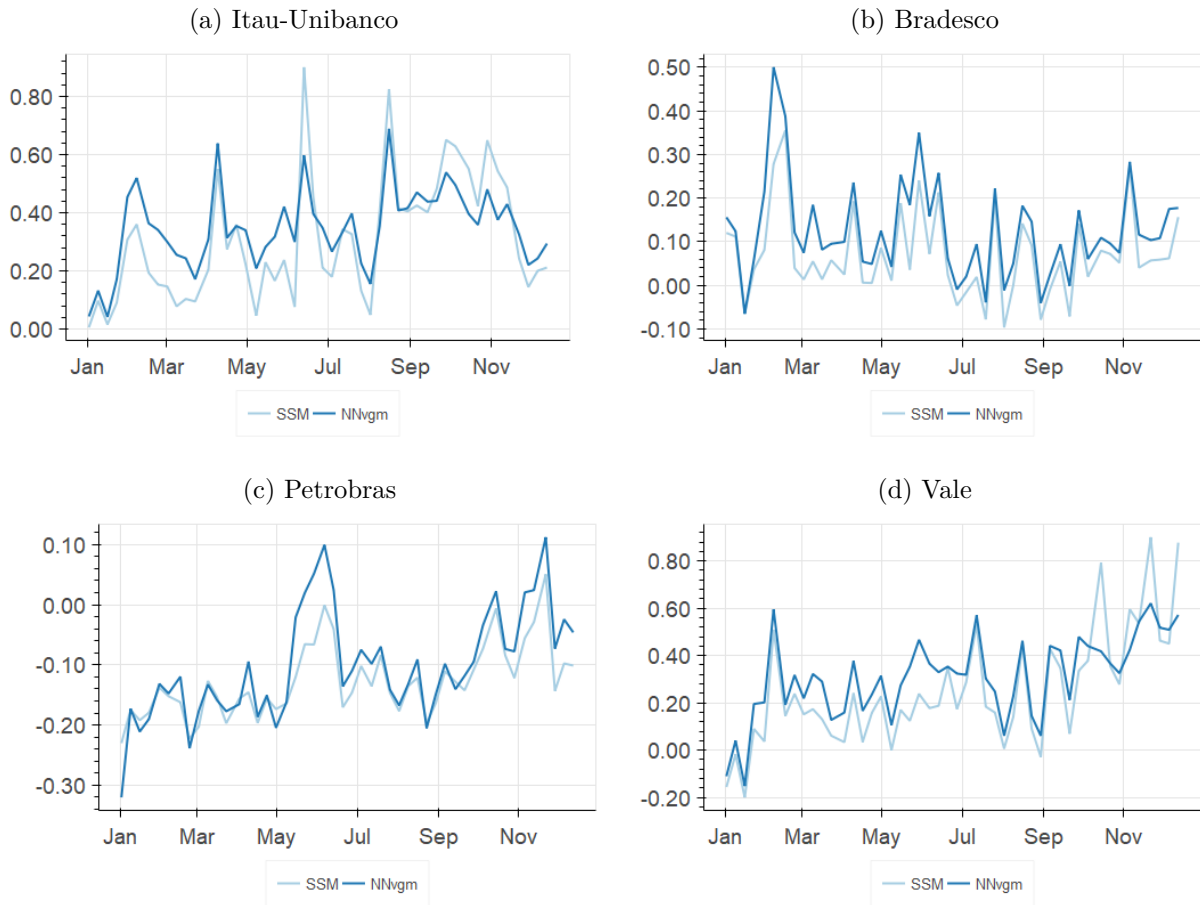 (a) Itau-Unibanco
0.80
0.60
0.40
0.20
0.00
Jan Mar May Jul Sep Nov
SSM NNvgm
(b) Bradesco
0.50
0.40
0.30
0.20
0.10
0.00
-0.10
Jan Mar May Jul Sep Nov
SSM NNvgm
(c) Petrobras
0.10
0.00
-0.10
-0.20
-0.30
Jan Mar May Jul Sep Nov
SSM NNvgm
(d) Vale
0.80
0.60
0.40
0.20
0.00
-0.20
Jan Mar May Jul Sep Nov
SSM NNvgm